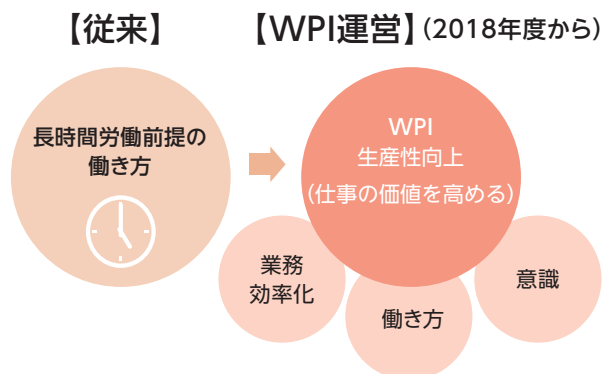 【従来】
【WPI運営】(2018年度から)
長時間労働前提の
働き方
WPI
生産性向上
(仕事の価値を高める)
業務
効率化
働き方
意識